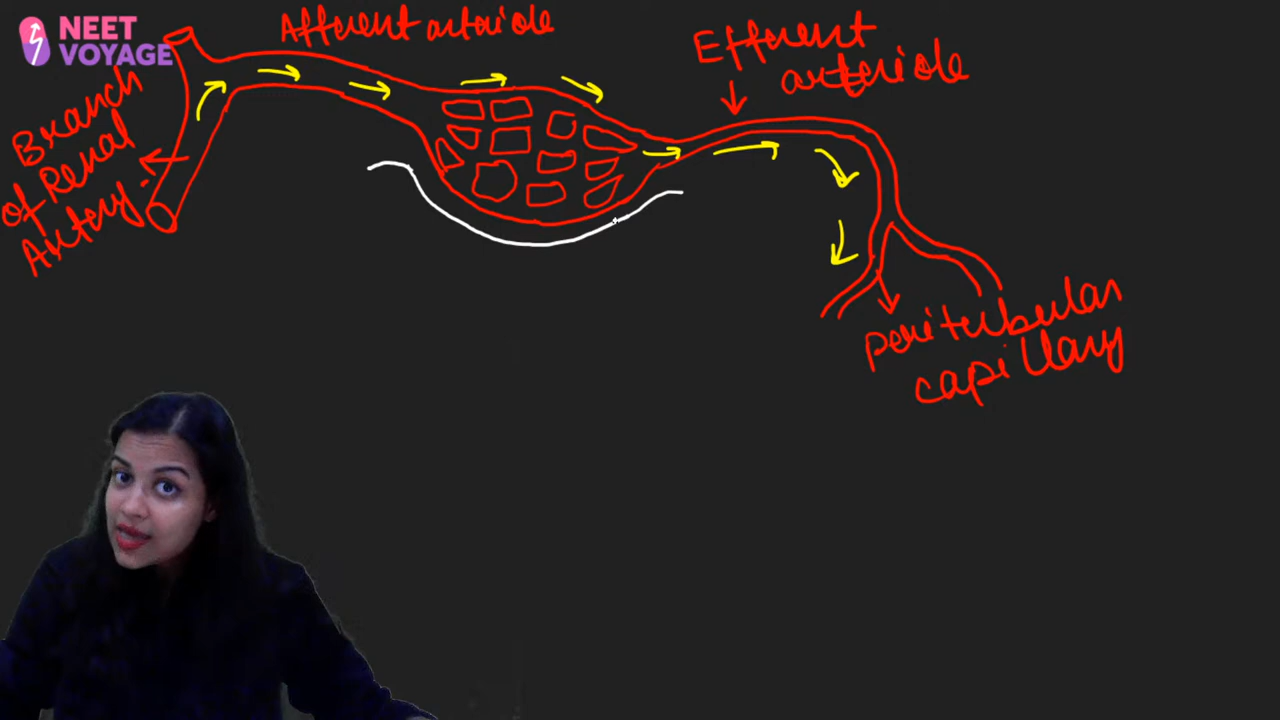 NEET
VOYAGE
Afferent arteriole
Efferent
arteriole
Branch
of Renal
Artery.
peritubular
capillary